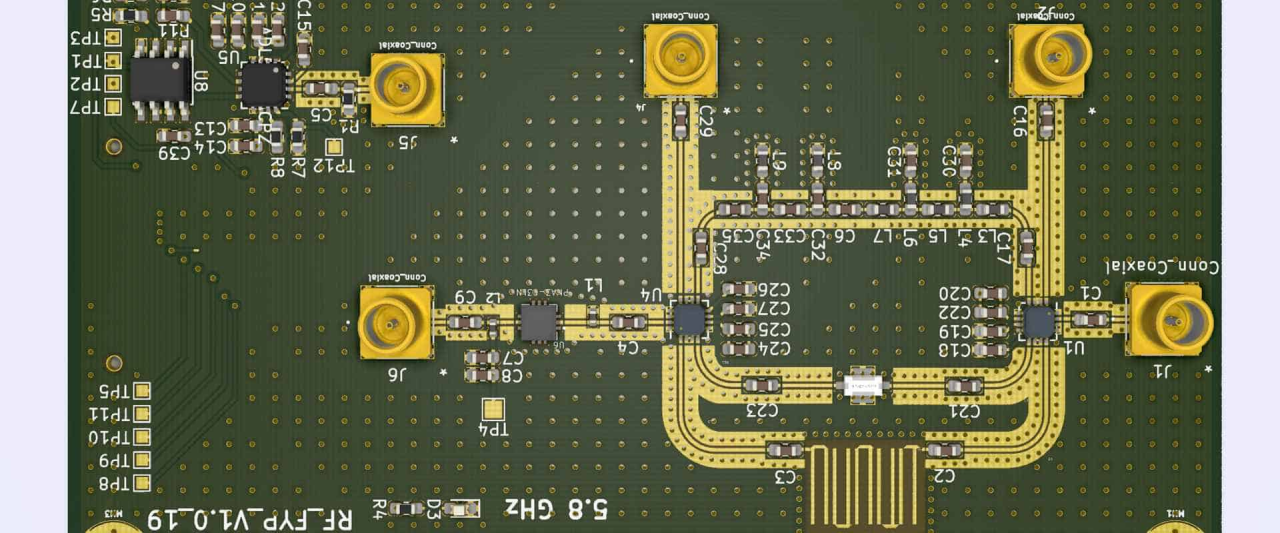 R5
R11
C15
U5
TP3
TP1
TP2
TP7
U8
C5
R1
C13
C14
C39
R8
R7
TP12
Conn_Coaxial
J5
*
Conn_Coaxial
J4
*
C29
Conn_Coaxial
J2
*
C16
L9
L8
C31
C30
C35
C34
C33
C32
C6
L7
L6
L5
L4
L3
C17
C28
Conn_Coaxial
J6
*
C9
L2
C7
C8
U6
L1
C4
U4
TP4
C26
C27
C25
C24
C20
C22
C19
C18
U1
C1
Conn_Coaxial
J1
*
C23
C21
C3
C2
TP5
TP11
TP10
TP9
TP8
RF_FYP_V1.0_19
R4
D3
5.8 GHz